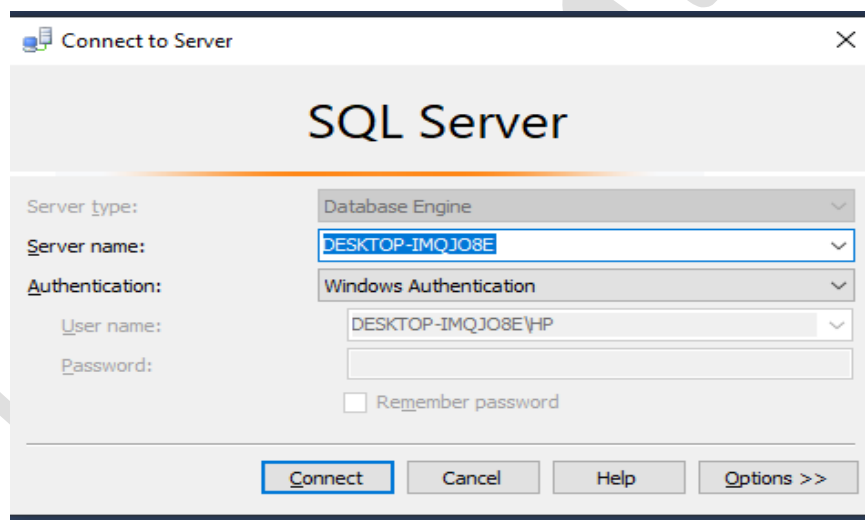 Connect to Server
SQL Server
Server type: Database Engine
Server name: DESKTOP-IMQJO8E
Authentication: Windows Authentication
User name: DESKTOP-IMQJO8E\HP
Password:
Remember password
Connect Cancel Help Options >>